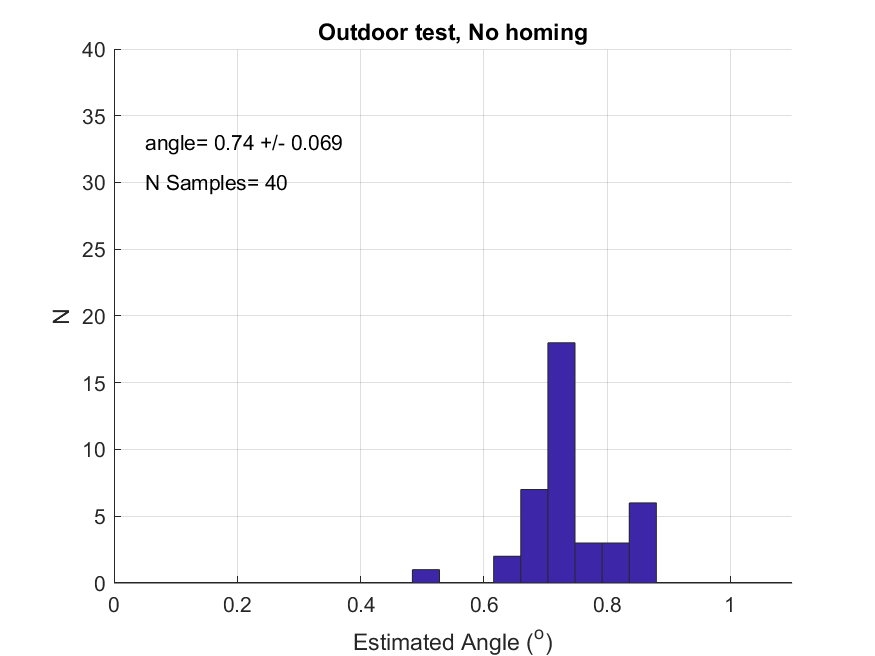 Outdoor test, No homing
40
35
angle= 0.74 +/- 0.069
30
N Samples= 40
25
N
20
15
10
5
0
0 0.2 0.4 0.6 0.8 1
Estimated Angle (o)